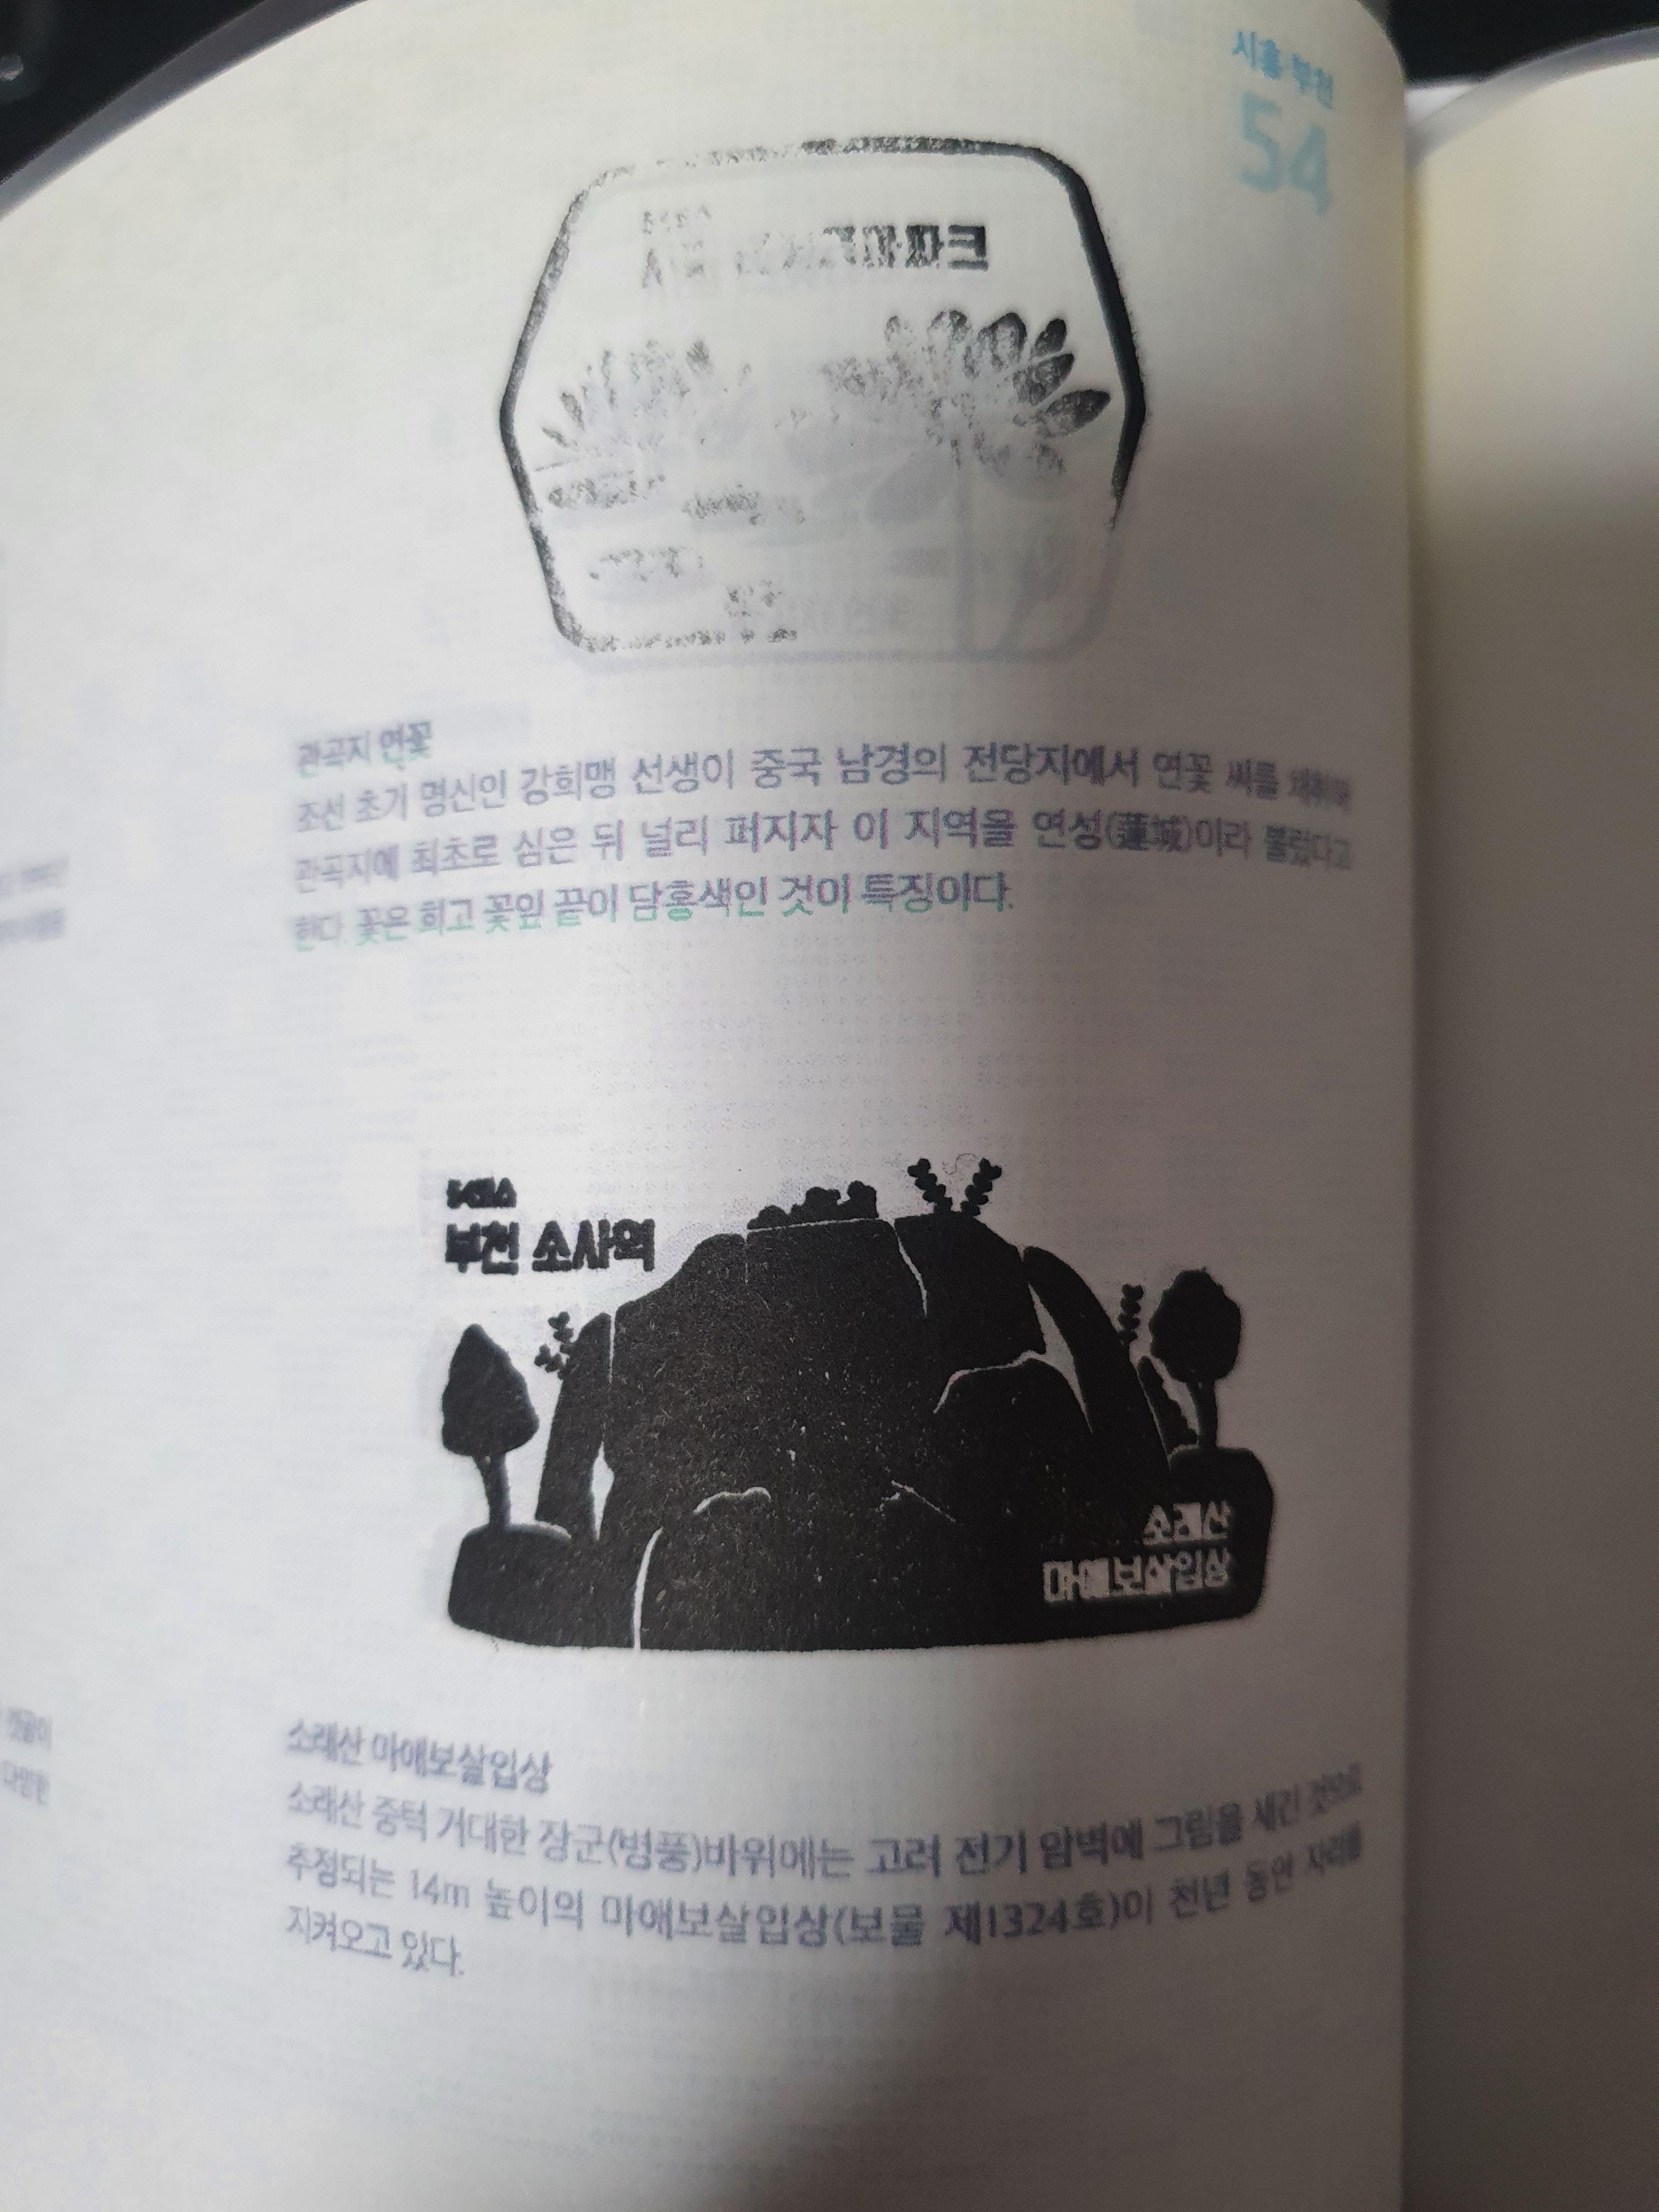 시흥 부천
54
54코스
관곡지 연꽃
조선 초기 명신인 강희맹 선생이 중국 남경의 전당지에서 연꽃 씨를 채취해
관곡지에 최초로 심은 뒤 널리 퍼지자 이 지역을 연성(蓮城)이라 불렀다고
한다. 꽃은 희고 꽃잎 끝이 담홍색인 것이 특징이다.
54코스
부천 소사역
소래산
마애보살입상
소래산 마애보살입상
소래산 중턱 거대한 장군(병풍)바위에는 고려 전기 암벽에 그림을 새긴 것으로
추정되는 14m 높이의 마애보살입상(보물 제1324호)이 천년 동안 자리를
지켜오고 있다.